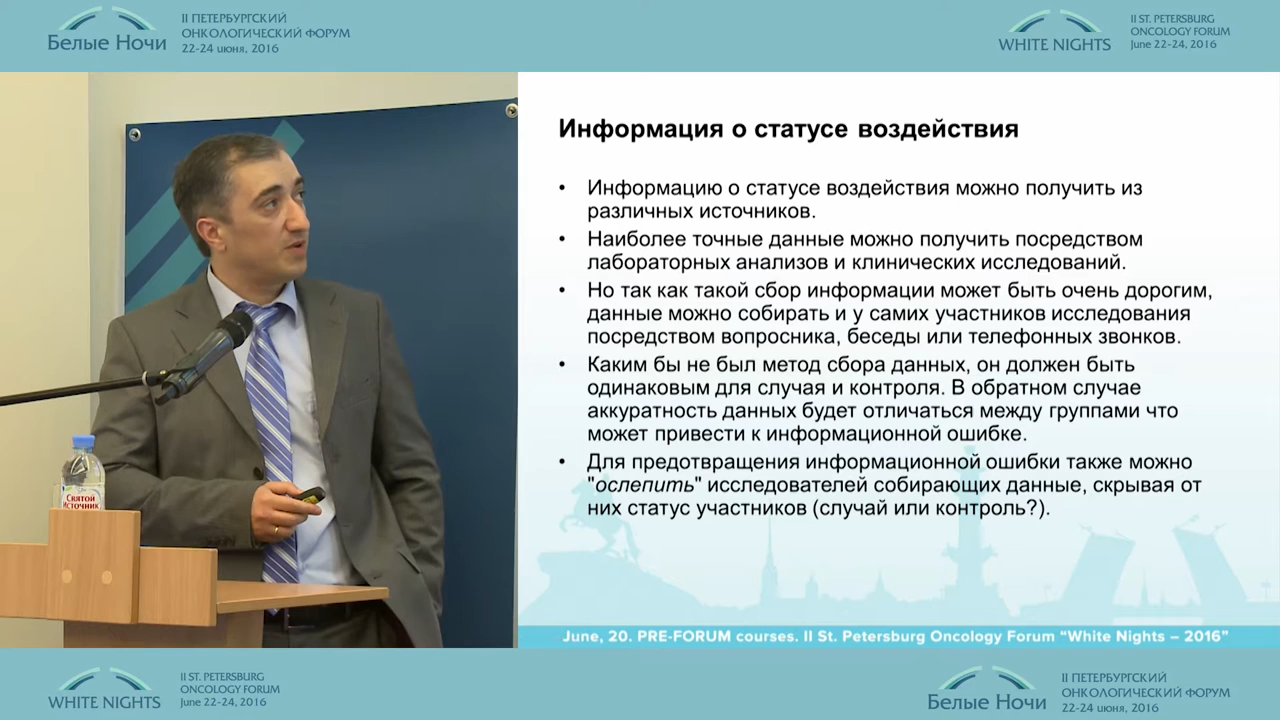 Белые Ночи
II ПЕТЕРБУРГСКИЙ
ОНКОЛОГИЧЕСКИЙ ФОРУМ
22-24 июня, 2016
WHITE NIGHTS
II ST. PETERSBURG
ONCOLOGY FORUM
June 22-24, 2016
Информация о статусе воздействия
• Информацию о статусе воздействия можно получить из
различных источников.
• Наиболее точные данные можно получить посредством
лабораторных анализов и клинических исследований.
• Но так как такой сбор информации может быть очень дорогим,
данные можно собирать и у самих участников исследования
посредством вопросника, беседы или телефонных звонков.
• Каким бы не был метод сбора данных, он должен быть
одинаковым для случая и контроля. В обратном случае
аккуратность данных будет отличаться между группами что
может привести к информационной ошибке.
• Для предотвращения информационной ошибки также можно
"ослепить" исследователей собирающих данные, скрывая от
них статус участников (случай или контроль?).
Святой
Источник
June, 20. PRE-FORUM courses. II St. Petersburg Oncology Forum “White Nights – 2016”
WHITE NIGHTS
II ST. PETERSBURG
ONCOLOGY FORUM
June 22-24, 2016
Белые Ночи
II ПЕТЕРБУРГСКИЙ
ОНКОЛОГИЧЕСКИЙ ФОРУМ
22-24 июня, 2016